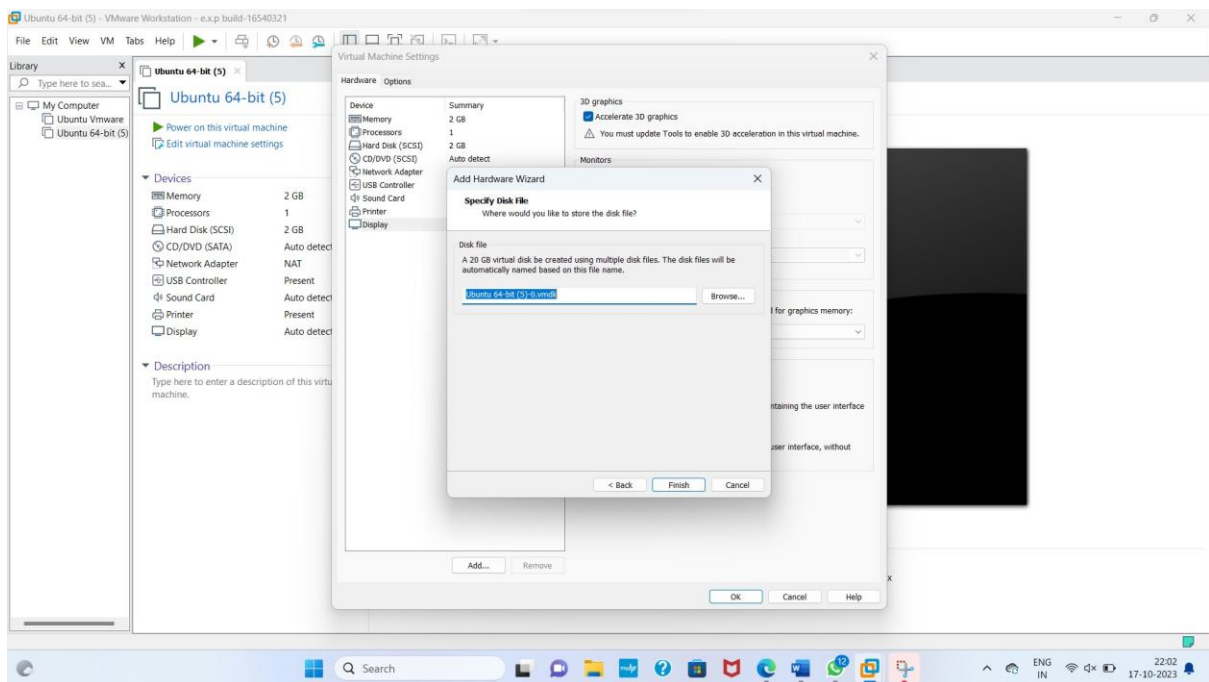 Ubuntu 64-bit (5) - VMware Workstation - e.x.p build-16540321
File Edit View VM Tabs Help
Library X
Type here to sea...
My Computer
Ubuntu Vmware
Ubuntu 64-bit (5)
Ubuntu 64-bit (5)
Ubuntu 64-bit (5)
Power on this virtual machine
Edit virtual machine settings
Devices
Memory 2 GB
Processors 1
Hard Disk (SCSI) 2 GB
CD/DVD (SATA) Auto detect
Network Adapter NAT
USB Controller Present
Sound Card Auto detect
Printer Present
Display Auto detect
Description
Type here to enter a description of this virtu
machine.
Virtual Machine Settings
Hardware Options
Device Summary
Memory 2 GB
Processors 1
Hard Disk (SCSI) 2 GB
CD/DVD (SCSI) Auto detect
Network Adapter
USB Controller
Sound Card
Printer
Display
Add... Remove
3D graphics
Accelerate 3D graphics
You must update Tools to enable 3D acceleration in this virtual machine.
Monitors
for graphics memory:
ntaining the user interface
user interface, without
OK Cancel Help
Add Hardware Wizard
Specify Disk File
Where would you like to store the disk file?
Disk file
A 20 GB virtual disk be created using multiple disk files. The disk files will be
automatically named based on this file name.
Ubuntu 64-bit (5)-0.vmdk
Browse...
< Back Finish Cancel
x
Search
12
ENG
IN
22:02
17-10-2023